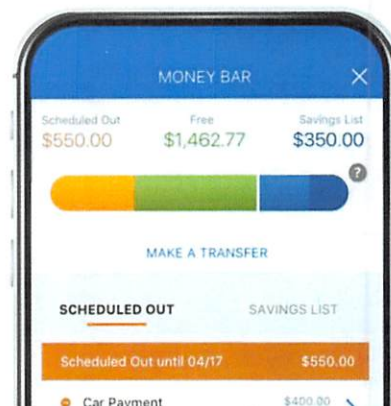 MONEY BAR
Scheduled Out Free Savings List
$550.00 $1,462.77 $350.00
?
MAKE A TRANSFER
SCHEDULED OUT SAVINGS LIST
Scheduled Out until 04/17 $550.00
Car Payment $400.00